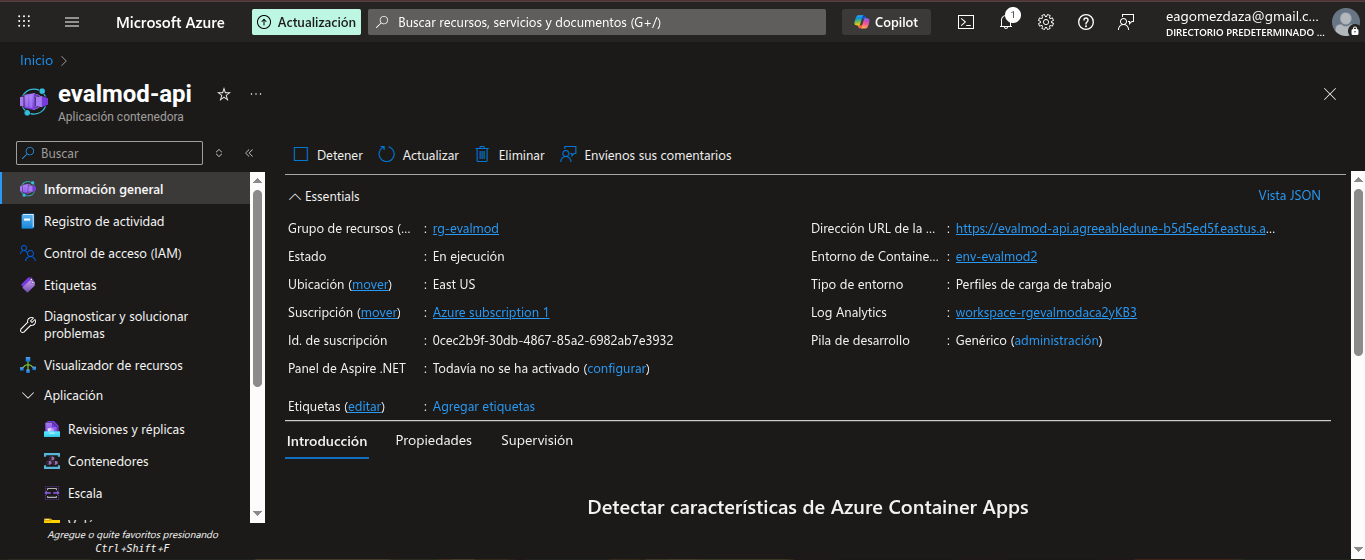 Microsoft Azure
Actualización
Buscar recursos, servicios y documentos (G+/)
Copilot
1
eagomezdaza@gmail.c...
DIRECTORIO PREDETERMINADO ...
Inicio
evalmod-api
...
Aplicación contenedora
Buscar
Información general
Registro de actividad
Control de acceso (IAM)
Etiquetas
Diagnosticar y solucionar
problemas
Visualizador de recursos
Aplicación
Revisiones y réplicas
Contenedores
Escala
Agregue o quite favoritos presionando
Ctrl+Shift+F
Detener
Actualizar
Eliminar
Envíenos sus comentarios
Essentials
Vista JSON
Grupo de recursos (... : rg-evalmod
Estado : En ejecución
Ubicación (mover) : East US
Suscripción (mover) : Azure subscription 1
Id. de suscripción : 0cec2b9f-30db-4867-85a2-6982ab7e3932
Panel de Aspire .NET : Todavía no se ha activado (configurar)
Etiquetas (editar) : Agregar etiquetas
Dirección URL de la ... : https://evalmod-api.agreeabledune-b5d5ed5f.eastus.a...
Entorno de Containe... : env-evalmod2
Tipo de entorno : Perfiles de carga de trabajo
Log Analytics : workspace-rgevalmodaca2yKB3
Pila de desarrollo : Genérico (administración)
Introducción
Propiedades
Supervisión
Detectar características de Azure Container Apps